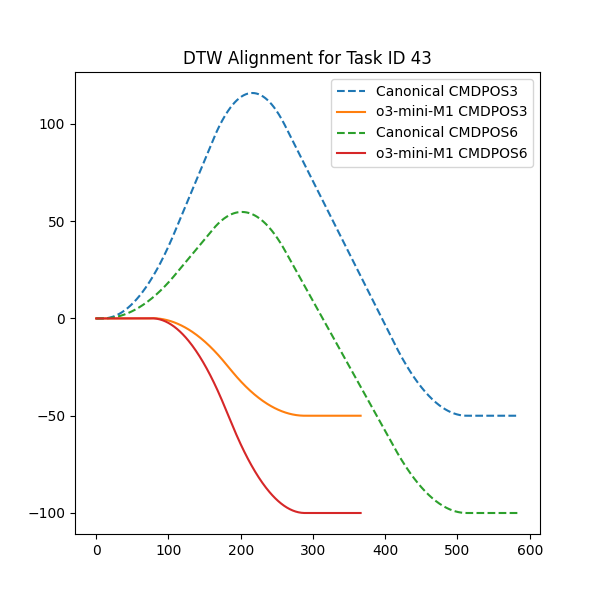 DTW Alignment for Task ID 43
Canonical CMDPOS3
o3-mini-M1 CMDPOS3
Canonical CMDPOS6
o3-mini-M1 CMDPOS6
100
50
0
−50
−100
0 100 200 300 400 500 600